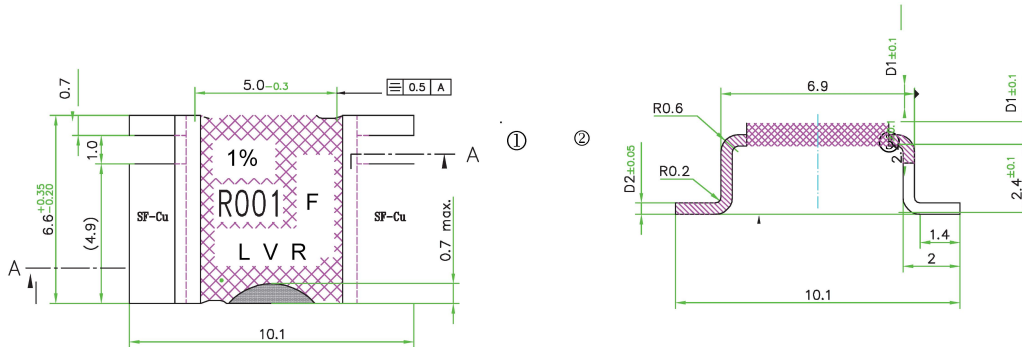 0.7
5.0-0.3
0.5 A
1.0
6.6+0.35-0.20
(4.9)
A
A
1%
R001
F
L V R
SF-Cu
SF-Cu
0.7 max.
10.1
①
②
6.9
D1±0.1
D1±0.1
R0.6
R0.2
D2±0.05
2.4±0.1
1.4
2
10.1